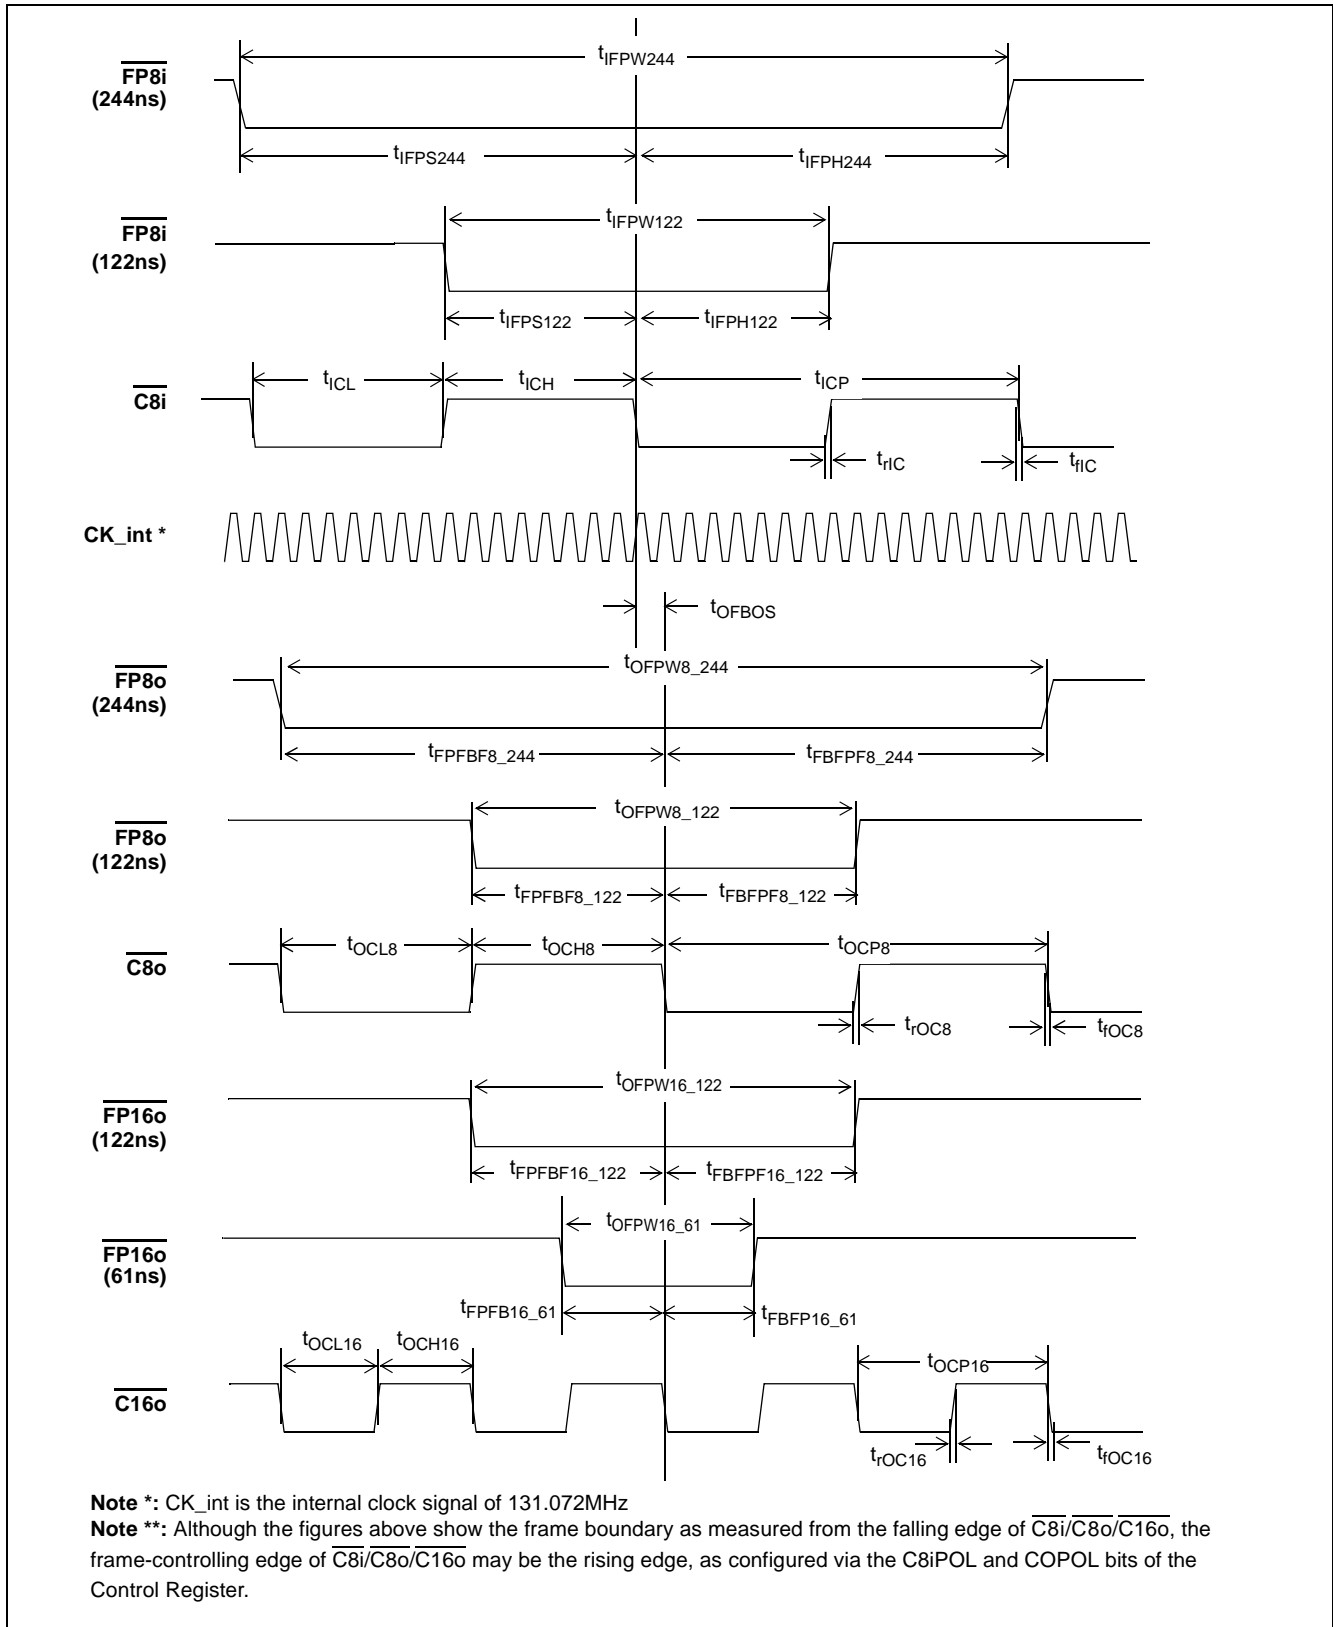 tIFPW244
FP8i
(244ns)
tIFPS244
tIFPH244
tIFPW122
FP8i
(122ns)
tIFPS122
tIFPH122
tICL
tICH
tICP
C8i
trIC
tfIC
CK_int *
tOFBOS
tOFPW8_244
FP8o
(244ns)
tFPFBF8_244
tFBFPF8_244
tOFPW8_122
FP8o
(122ns)
tFPFBF8_122
tFBFPF8_122
tOCL8
tOCH8
tOCP8
C8o
trOC8
tfOC8
tOFPW16_122
FP16o
(122ns)
tFPFBF16_122
tFBFPF16_122
tOFPW16_61
FP16o
(61ns)
tFPFB16_61
tFBFP16_61
tOCL16
tOCH16
tOCP16
C16o
trOC16
tfOC16
Note *: CK_int is the internal clock signal of 131.072MHz
Note **: Although the figures above show the frame boundary as measured from the falling edge of C8i/C8o/C16o, the
frame-controlling edge of C8i/C8o/C16o may be the rising edge, as configured via the C8iPOL and COPOL bits of the
Control Register.